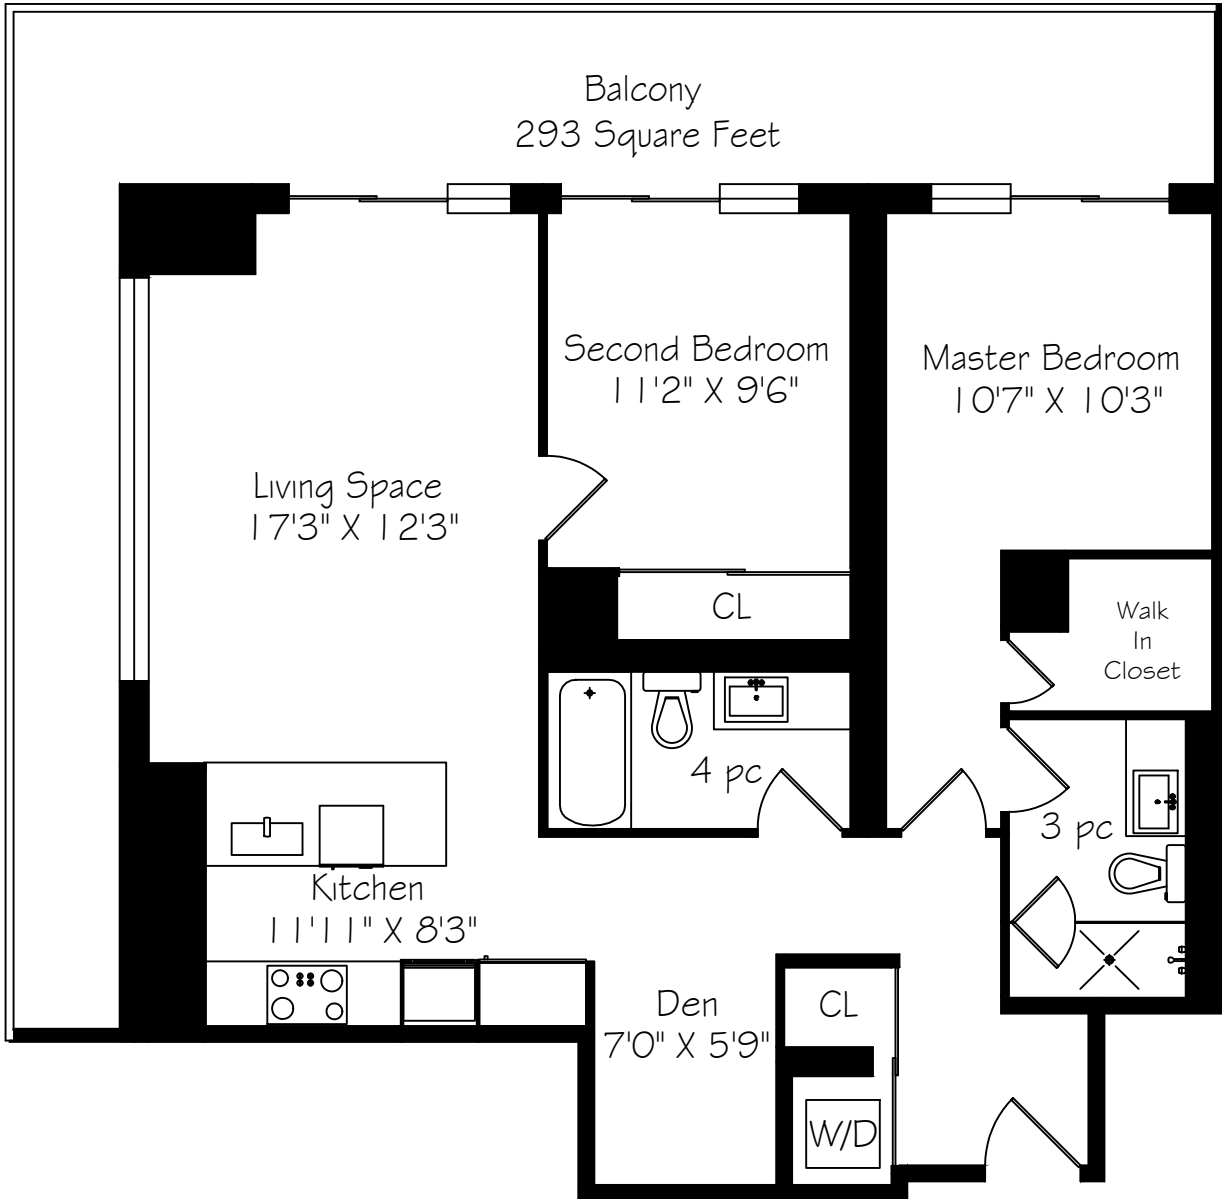 Balcony
293 Square Feet
Second Bedroom
11'2" X 9'6"
Master Bedroom
10'7" X 10'3"
Living Space
17'3" X 12'3"
CL
Walk
In
Closet
4 pc
3 pc
Kitchen
11'11" X 8'3"
Den
7'0" X 5'9"
CL
W/D